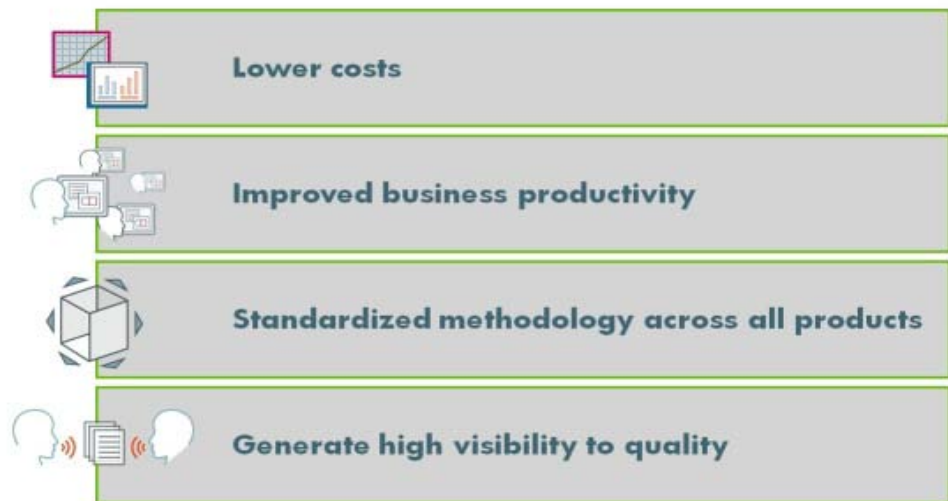 Lower costs
Improved business productivity
Standardized methodology across all products
Generate high visibility to quality